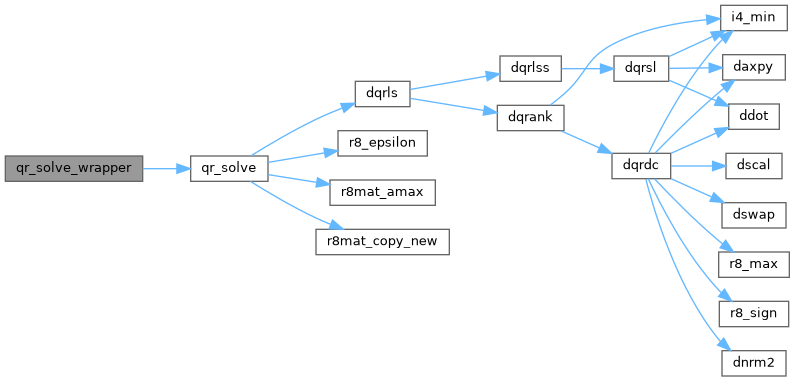 qr_solve_wrapper
qr_solve
dqrls
r8_epsilon
r8mat_amax
r8mat_copy_new
dqrlss
dqrank
dqrsl
dqrdc
i4_min
daxpy
ddot
dscal
dswap
r8_max
r8_sign
dnrm2